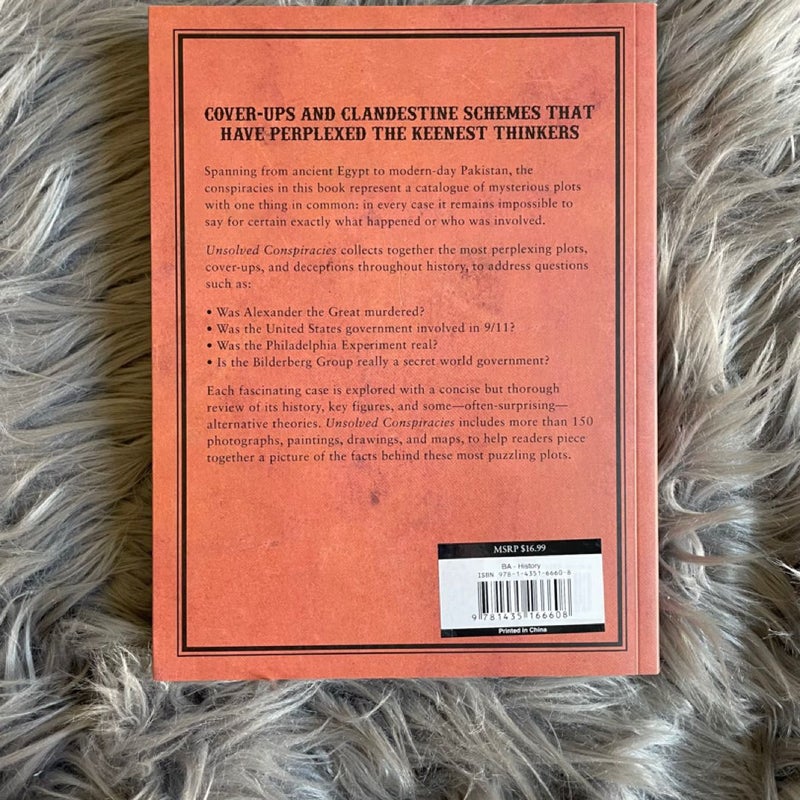 COVER-UPS AND CLANDESTINE SCHEMES THAT
HAVE PERPLEXED THE KEENEST THINKERS
Spanning from ancient Egypt to modern-day Pakistan, the
conspiracies in this book represent a catalogue of mysterious plots
with one thing in common: in every case it remains impossible to
say for certain exactly what happened or who was involved.
Unsolved Conspiracies collects together the most perplexing plots,
cover-ups, and deceptions throughout history, to address questions
such as:
• Was Alexander the Great murdered?
• Was the United States government involved in 9/11?
• Was the Philadelphia Experiment real?
• Is the Bilderberg Group really a secret world government?
Each fascinating case is explored with a concise but thorough
review of its history, key figures, and some—often-surprising—
alternative theories. Unsolved Conspiracies includes more than 150
photographs, paintings, drawings, and maps, to help readers piece
together a picture of the facts behind these most puzzling plots.
MSRP $16.99
BA - History
ISBN 978-1-4351-6660-8
9 781435 166608
Printed in China